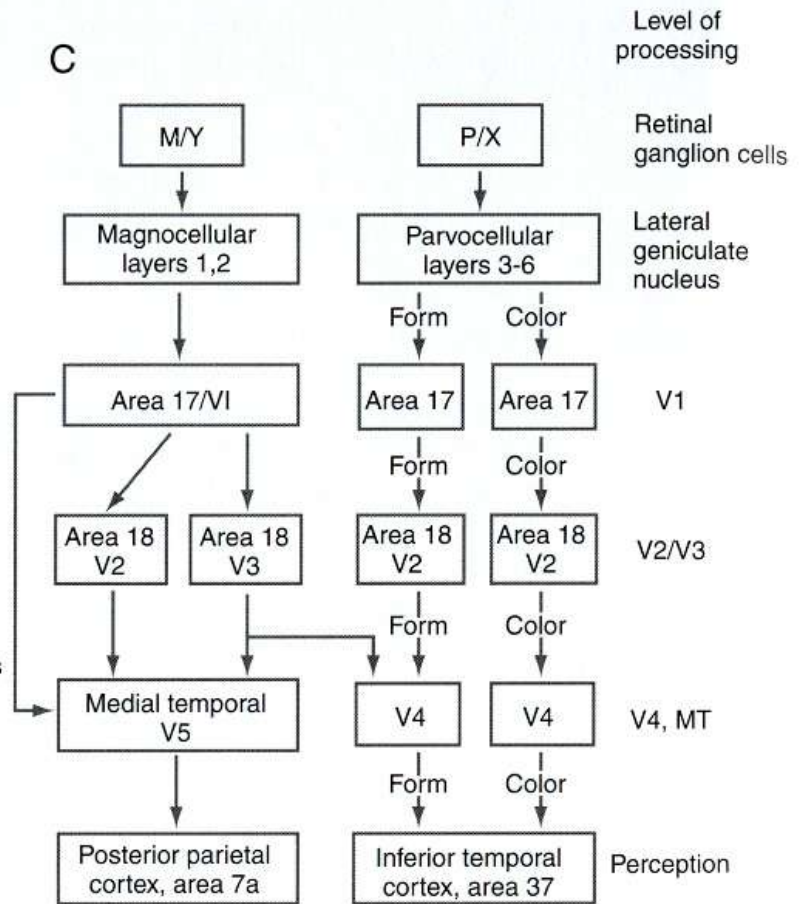 Level of
processing
C
M/Y
P/X
Retinal
ganglion cells
Magnocellular
layers 1,2
Parvocellular
layers 3-6
Lateral
geniculate
nucleus
Form
Color
Area 17/VI
Area 17
Area 17
V1
Form
Color
Area 18
V2
Area 18
V3
Area 18
V2
Area 18
V2
V2/V3
Form
Color
s
Medial temporal
V5
V4
V4
V4, MT
Form
Color
Posterior parietal
cortex, area 7a
Inferior temporal
cortex, area 37
Perception